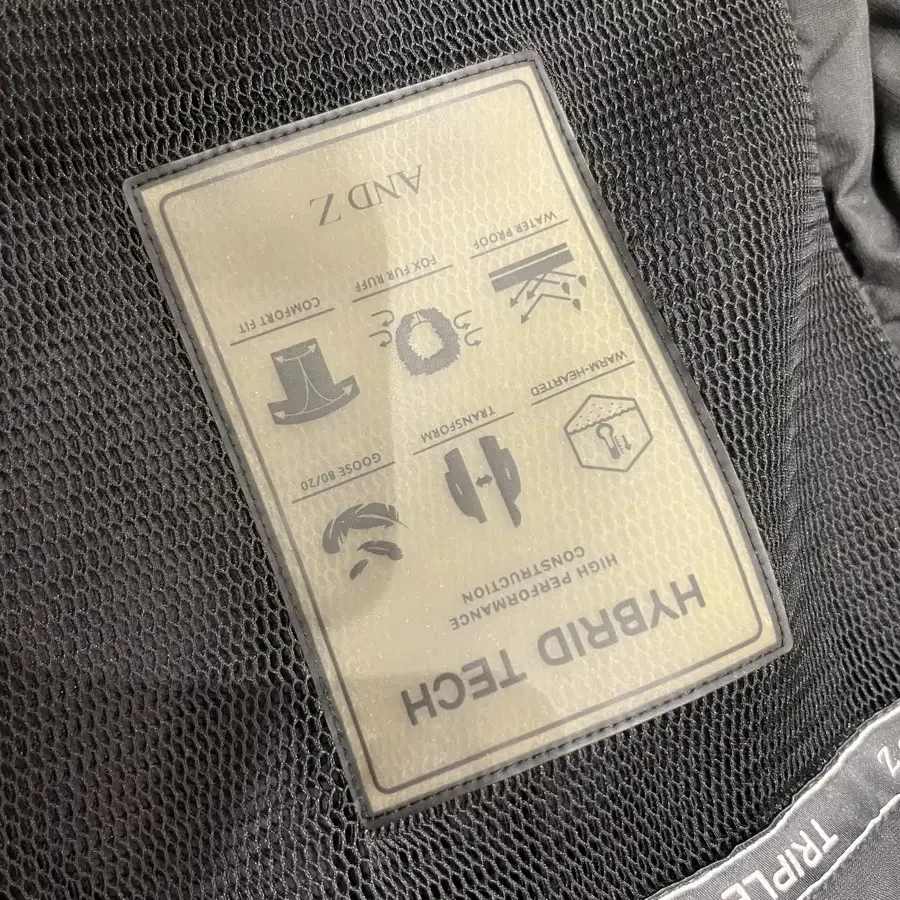 HYBRID TECH
HIGH PERFORMANCE
CONSTRUCTION
GOOSE 80/20
TRANSFORM
WARM-HEARTED
COMFORT FIT
FOX FUR RUFF
WATER PROOF
AND Z
TRIPLE